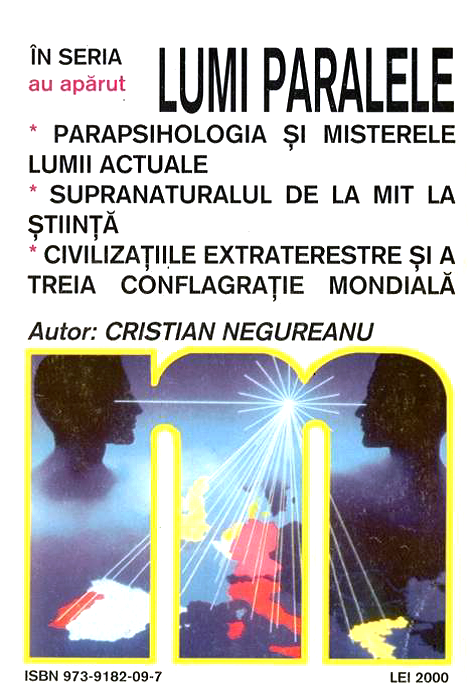 ÎN SERIA
au apărut
LUMI PARALELE
* PARAPSIHOLOGIA ŞI MISTERELE
LUMII ACTUALE
* SUPRANATURALUL DE LA MIT LA
ŞTIINŢĂ
* CIVILIZAŢIILE EXTRATERESTRE ŞI A
TREIA CONFLAGRAŢIE MONDIALĂ
Autor: CRISTIAN NEGUREANU
ISBN 973-9182-09-7
LEI 2000